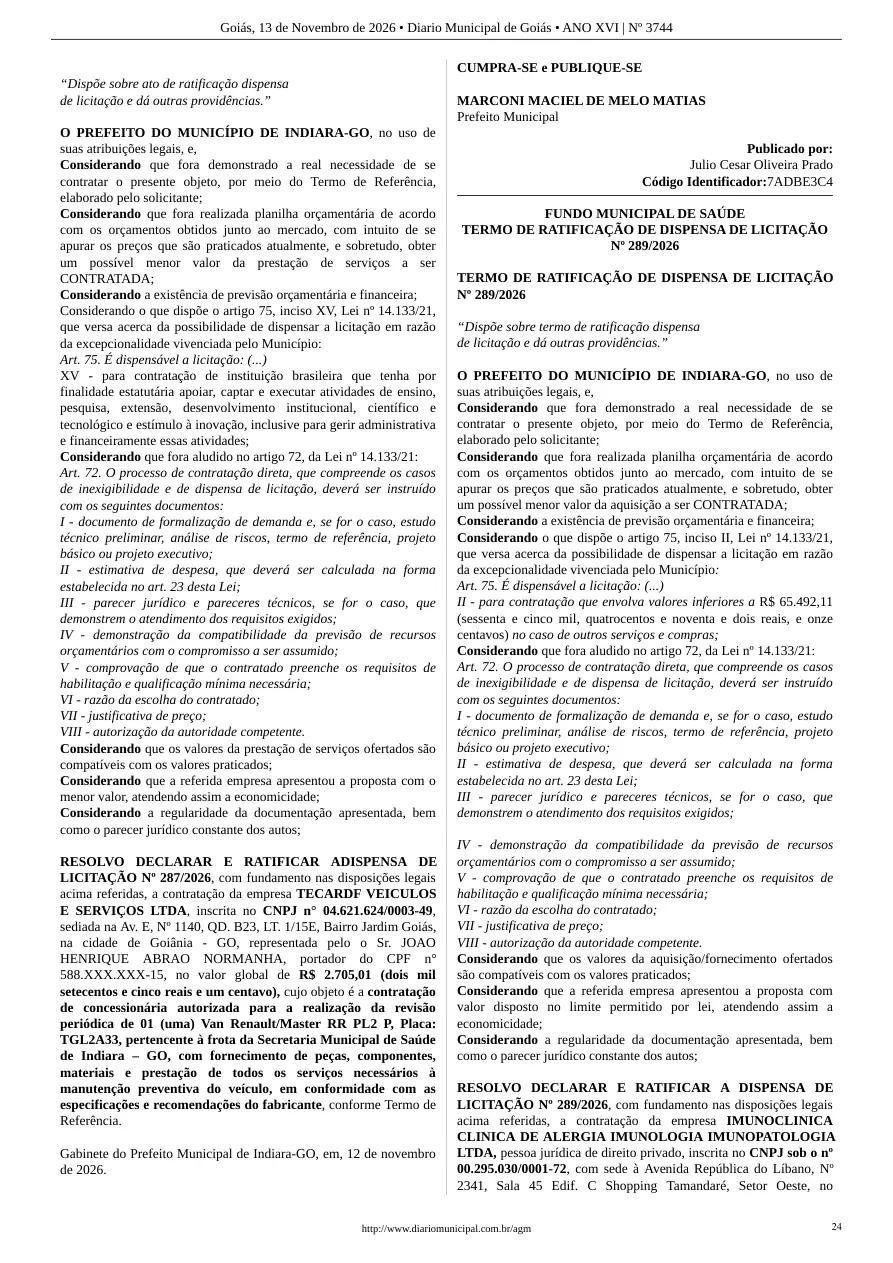 Goiás, 13 de Novembro de 2026 • Diario Municipal de Goiás • ANO XVI | Nº 3744
“Dispõe sobre ato de ratificação dispensa
de licitação e dá outras providências.”
O PREFEITO DO MUNICÍPIO DE INDIARA-GO, no uso de
suas atribuições legais, e,
Considerando que fora demonstrado a real necessidade de se
contratar o presente objeto, por meio do Termo de Referência,
elaborado pelo solicitante;
Considerando que fora realizada planilha orçamentária de acordo
com os orçamentos obtidos junto ao mercado, com intuito de se
apurar os preços que são praticados atualmente, e sobretudo, obter
um possível menor valor da prestação de serviços a ser
CONTRATADA;
Considerando a existência de previsão orçamentária e financeira;
Considerando o que dispõe o artigo 75, inciso XV, Lei nº 14.133/21,
que versa acerca da possibilidade de dispensar a licitação em razão
da excepcionalidade vivenciada pelo Município:
Art. 75. É dispensável a licitação: (...)
XV - para contratação de instituição brasileira que tenha por
finalidade estatutária apoiar, captar e executar atividades de ensino,
pesquisa, extensão, desenvolvimento institucional, científico e
tecnológico e estímulo à inovação, inclusive para gerir administrativa
e financeiramente essas atividades;
Considerando que fora aludido no artigo 72, da Lei nº 14.133/21:
Art. 72. O processo de contratação direta, que compreende os casos
de inexigibilidade e de dispensa de licitação, deverá ser instruído
com os seguintes documentos:
I - documento de formalização de demanda e, se for o caso, estudo
técnico preliminar, análise de riscos, termo de referência, projeto
básico ou projeto executivo;
II - estimativa de despesa, que deverá ser calculada na forma
estabelecida no art. 23 desta Lei;
III - parecer jurídico e pareceres técnicos, se for o caso, que
demonstrem o atendimento dos requisitos exigidos;
IV - demonstração da compatibilidade da previsão de recursos
orçamentários com o compromisso a ser assumido;
V - comprovação de que o contratado preenche os requisitos de
habilitação e qualificação mínima necessária;
VI - razão da escolha do contratado;
VII - justificativa de preço;
VIII - autorização da autoridade competente.
Considerando que os valores da prestação de serviços ofertados são
compatíveis com os valores praticados;
Considerando que a referida empresa apresentou a proposta com o
menor valor, atendendo assim a economicidade;
Considerando a regularidade da documentação apresentada, bem
como o parecer jurídico constante dos autos;
RESOLVO DECLARAR E RATIFICAR ADISPENSA DE
LICITAÇÃO Nº 287/2026, com fundamento nas disposições legais
acima referidas, a contratação da empresa TECARDF VEICULOS
E SERVIÇOS LTDA, inscrita no CNPJ n° 04.621.624/0003-49,
sediada na Av. E, Nº 1140, QD. B23, LT. 1/15E, Bairro Jardim Goiás,
na cidade de Goiânia - GO, representada pelo o Sr. JOAO
HENRIQUE ABRAO NORMANHA, portador do CPF n°
588.XXX.XXX-15, no valor global de R$ 2.705,01 (dois mil
setecentos e cinco reais e um centavo), cujo objeto é a contratação
de concessionária autorizada para a realização da revisão
periódica de 01 (uma) Van Renault/Master RR PL2 P, Placa:
TGL2A33, pertencente à frota da Secretaria Municipal de Saúde
de Indiara – GO, com fornecimento de peças, componentes,
materiais e prestação de todos os serviços necessários à
manutenção preventiva do veículo, em conformidade com as
especificações e recomendações do fabricante, conforme Termo de
Referência.
Gabinete do Prefeito Municipal de Indiara-GO, em, 12 de novembro
de 2026.
CUMPRA-SE e PUBLIQUE-SE
MARCONI MACIEL DE MELO MATIAS
Prefeito Municipal
Publicado por:
Julio Cesar Oliveira Prado
Código Identificador:7ADBE3C4
FUNDO MUNICIPAL DE SAÚDE
TERMO DE RATIFICAÇÃO DE DISPENSA DE LICITAÇÃO
Nº 289/2026
TERMO DE RATIFICAÇÃO DE DISPENSA DE LICITAÇÃO
Nº 289/2026
“Dispõe sobre termo de ratificação dispensa
de licitação e dá outras providências.”
O PREFEITO DO MUNICÍPIO DE INDIARA-GO, no uso de
suas atribuições legais, e,
Considerando que fora demonstrado a real necessidade de se
contratar o presente objeto, por meio do Termo de Referência,
elaborado pelo solicitante;
Considerando que fora realizada planilha orçamentária de acordo
com os orçamentos obtidos junto ao mercado, com intuito de se
apurar os preços que são praticados atualmente, e sobretudo, obter
um possível menor valor da aquisição a ser CONTRATADA;
Considerando a existência de previsão orçamentária e financeira;
Considerando o que dispõe o artigo 75, inciso II, Lei nº 14.133/21,
que versa acerca da possibilidade de dispensar a licitação em razão
da excepcionalidade vivenciada pelo Município:
Art. 75. É dispensável a licitação: (...)
II - para contratação que envolva valores inferiores a R$ 65.492,11
(sessenta e cinco mil, quatrocentos e noventa e dois reais, e onze
centavos) no caso de outros serviços e compras;
Considerando que fora aludido no artigo 72, da Lei nº 14.133/21:
Art. 72. O processo de contratação direta, que compreende os casos
de inexigibilidade e de dispensa de licitação, deverá ser instruído
com os seguintes documentos:
I - documento de formalização de demanda e, se for o caso, estudo
técnico preliminar, análise de riscos, termo de referência, projeto
básico ou projeto executivo;
II - estimativa de despesa, que deverá ser calculada na forma
estabelecida no art. 23 desta Lei;
III - parecer jurídico e pareceres técnicos, se for o caso, que
demonstrem o atendimento dos requisitos exigidos;
IV - demonstração da compatibilidade da previsão de recursos
orçamentários com o compromisso a ser assumido;
V - comprovação de que o contratado preenche os requisitos de
habilitação e qualificação mínima necessária;
VI - razão da escolha do contratado;
VII - justificativa de preço;
VIII - autorização da autoridade competente.
Considerando que os valores da aquisição/fornecimento ofertados
são compatíveis com os valores praticados;
Considerando que a referida empresa apresentou a proposta com
valor disposto no limite permitido por lei, atendendo assim a
economicidade;
Considerando a regularidade da documentação apresentada, bem
como o parecer jurídico constante dos autos;
RESOLVO DECLARAR E RATIFICAR A DISPENSA DE
LICITAÇÃO Nº 289/2026, com fundamento nas disposições legais
acima referidas, a contratação da empresa IMUNOCLINICA
CLINICA DE ALERGIA IMUNOLOGIA IMUNOPATOLOGIA
LTDA, pessoa jurídica de direito privado, inscrita no CNPJ sob o nº
00.295.030/0001-72, com sede à Avenida República do Líbano, Nº
2341, Sala 45 Edif. C Shopping Tamandaré, Setor Oeste, no
http://www.diariomunicipal.com.br/agm
24